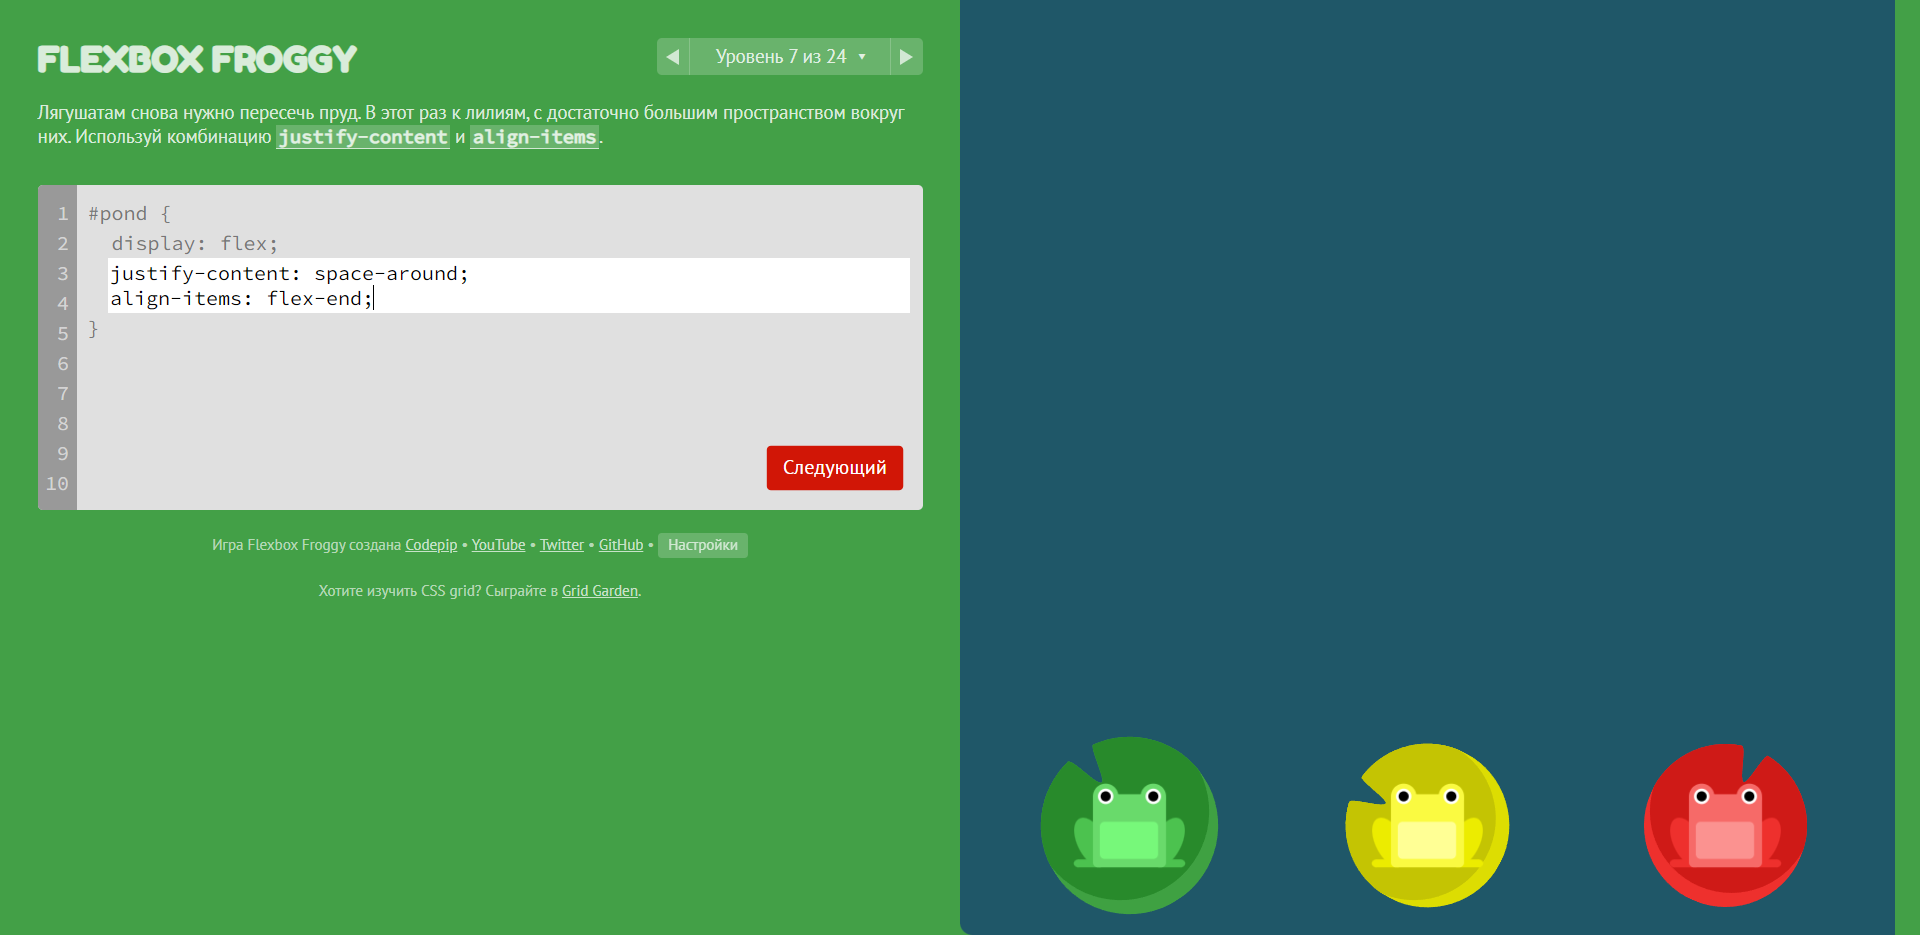 FLEXBOX FROGGY
Уровень 7 из 24
Лягушатам снова нужно пересечь пруд. В этот раз к лилиям, с достаточно большим пространством вокруг
них. Используй комбинацию justify-content и align-items.
1 #pond {
2 display: flex;
3 justify-content: space-around;
4 align-items: flex-end;
5 }
6
7
8
9
10
Следующий
Игра Flexbox Froggy создана Codepip • YouTube • Twitter • GitHub • Настройки
Хотите изучить CSS grid? Сыграйте в Grid Garden.